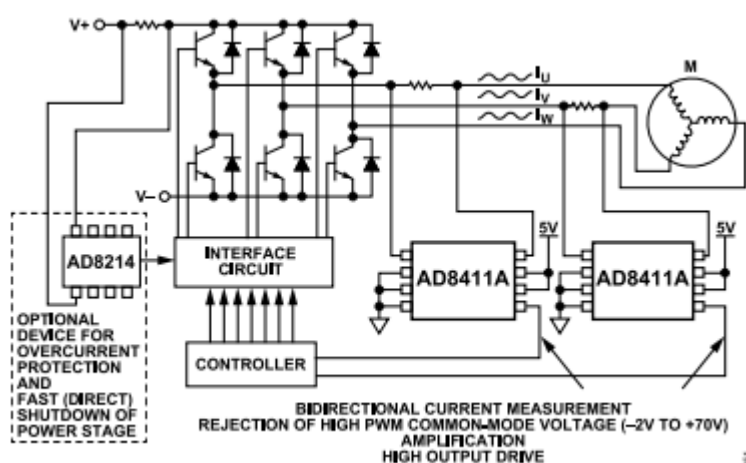 V+
M
IU
IV
IW
V–
5V
5V
AD8214
INTERFACE
CIRCUIT
AD8411A
AD8411A
OPTIONAL
DEVICE FOR
OVERCURRENT
PROTECTION
AND
FAST (DIRECT)
SHUTDOWN OF
POWER STAGE
CONTROLLER
BIDIRECTIONAL CURRENT MEASUREMENT
REJECTION OF HIGH PWM COMMON-MODE VOLTAGE (–2V TO +70V)
AMPLIFICATION
HIGH OUTPUT DRIVE